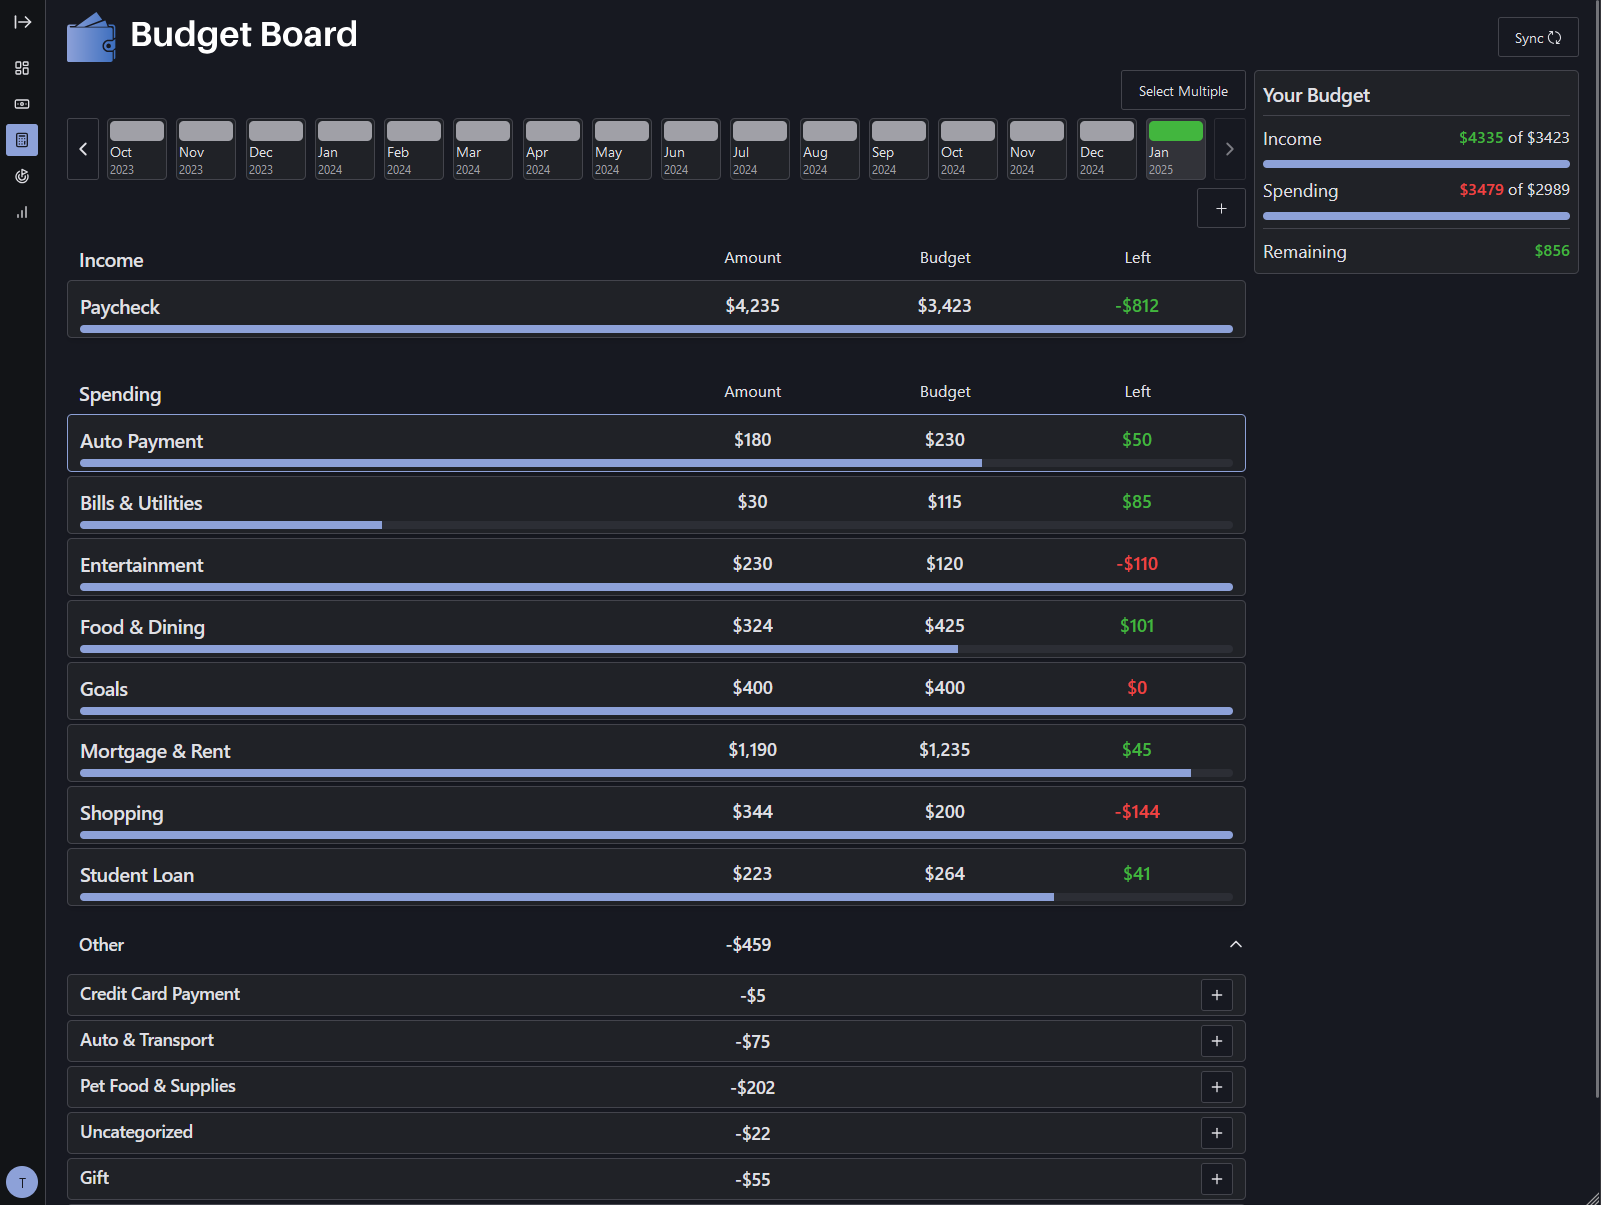 Budget Board
Sync
Select Multiple
Oct 2023
Nov 2023
Dec 2023
Jan 2024
Feb 2024
Mar 2024
Apr 2024
May 2024
Jun 2024
Jul 2024
Aug 2024
Sep 2024
Oct 2024
Nov 2024
Dec 2024
Jan 2025
+
Your Budget
Income $4335 of $3423
Spending $3479 of $2989
Remaining $856
Income Amount Budget Left
Paycheck $4,235 $3,423 -$812
Spending Amount Budget Left
Auto Payment $180 $230 $50
Bills & Utilities $30 $115 $85
Entertainment $230 $120 -$110
Food & Dining $324 $425 $101
Goals $400 $400 $0
Mortgage & Rent $1,190 $1,235 $45
Shopping $344 $200 -$144
Student Loan $223 $264 $41
Other -$459
Credit Card Payment -$5 +
Auto & Transport -$75 +
Pet Food & Supplies -$202 +
Uncategorized -$22 +
Gift -$55 +
T